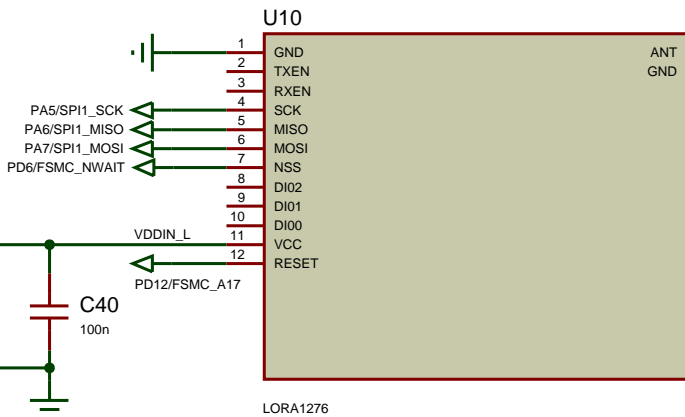 U10
1 GND ANT
2 TXEN GND
3 RXEN
PA5/SPI1_SCK 4 SCK
PA6/SPI1_MISO 5 MISO
PA7/SPI1_MOSI 6 MOSI
PD6/FSMC_NWAIT 7 NSS
8 DI02
9 DI01
10 DI00
VDDIN_L 11 VCC
12 RESET
PD12/FSMC_A17
C40
100n
LORA1276